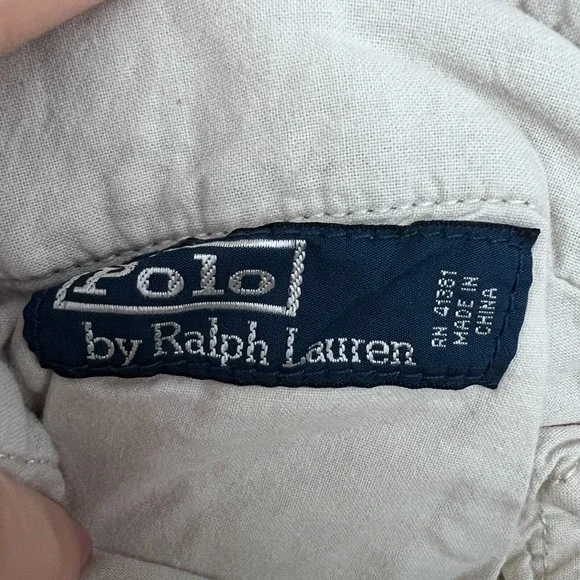 Polo
by Ralph Lauren
RN 41381
MADE IN
CHINA